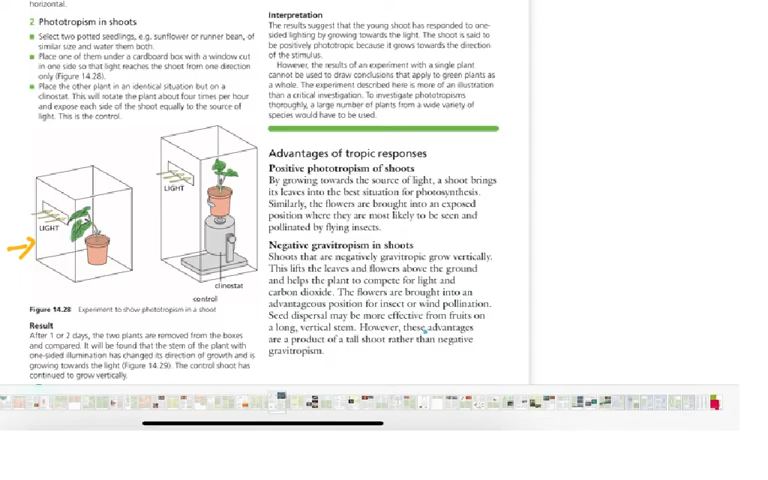 horizontal.
2 Phototropism in shoots
■ Select two potted seedlings, e.g. sunflower or runner bean, of
similar size and water them both.
■ Place one of them under a cardboard box with a window cut
in one side so that light reaches the shoot from one direction
only (Figure 14.28).
■ Place the other plant in an identical situation but on a
clinostat. This will rotate the plant about four times per hour
and expose each side of the shoot equally to the source of
light. This is the control.
LIGHT
LIGHT
clinostat
control
Figure 14.28 Experiment to show phototropism in a shoot
Result
After 1 or 2 days, the two plants are removed from the boxes
and compared. It will be found that the stem of the plant with
one-sided illumination has changed its direction of growth and is
growing towards the light (Figure 14.29). The control shoot has
continued to grow vertically.
Interpretation
The results suggest that the young shoot has responded to one-
sided lighting by growing towards the light. The shoot is said to
be positively phototropic because it grows towards the direction
of the stimulus.
However, the results of an experiment with a single plant
cannot be used to draw conclusions that apply to green plants as
a whole. The experiment described here is more of an illustration
than a critical investigation. To investigate phototropisms
thoroughly, a large number of plants from a wide variety of
species would have to be used.
Advantages of tropic responses
Positive phototropism of shoots
By growing towards the source of light, a shoot brings
its leaves into the best situation for photosynthesis.
Similarly, the flowers are brought into an exposed
position where they are most likely to be seen and
pollinated by flying insects.
Negative gravitropism in shoots
Shoots that are negatively gravitropic grow vertically.
This lifts the leaves and flowers above the ground
and helps the plant to compete for light and
carbon dioxide. The flowers are brought into an
advantageous position for insect or wind pollination.
Seed dispersal may be more effective from fruits on
a long, vertical stem. However, these advantages
are a product of a tall shoot rather than negative
gravitropism.